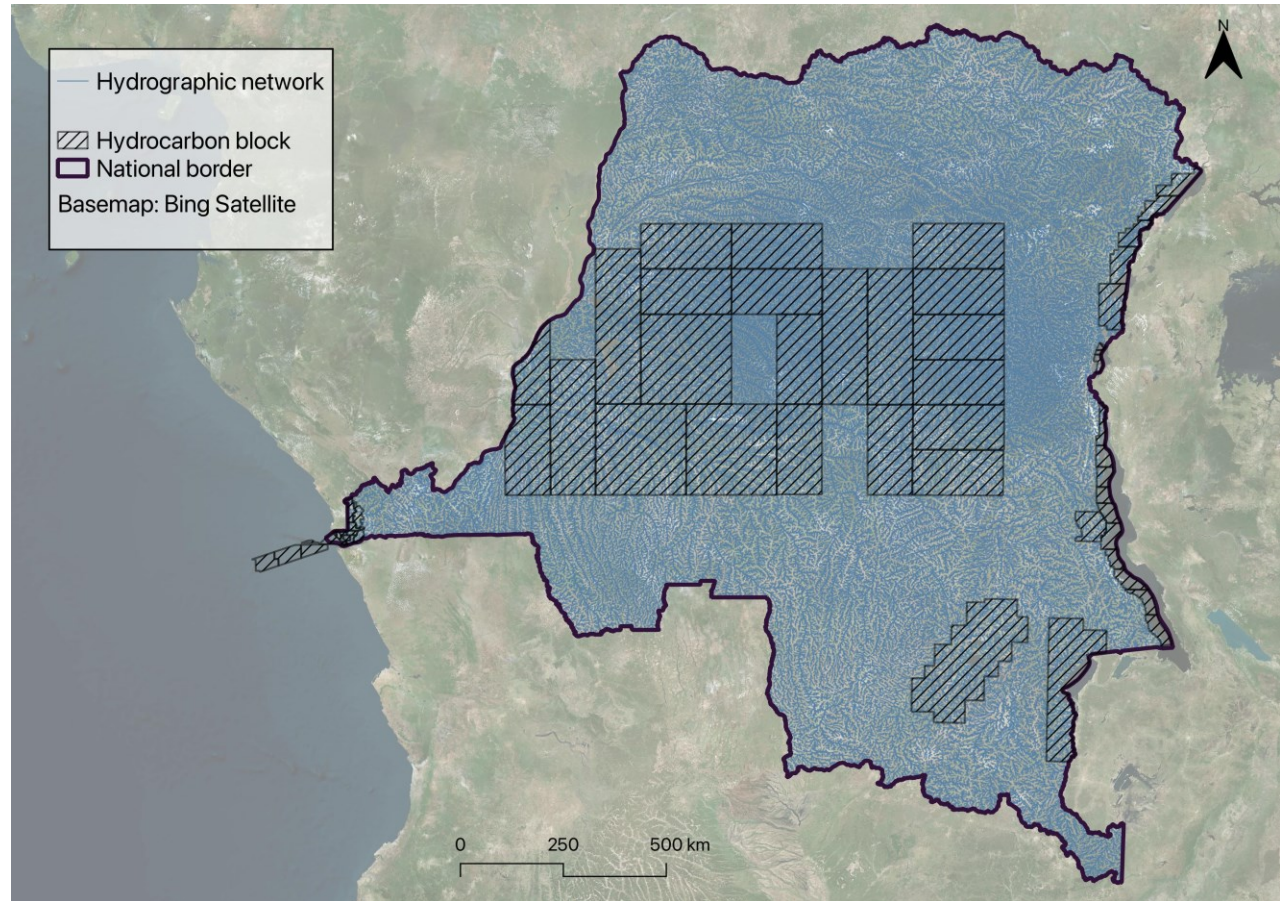 Hydrographic network
Hydrocarbon block
National border
Basemap: Bing Satellite
N
0 250 500 km